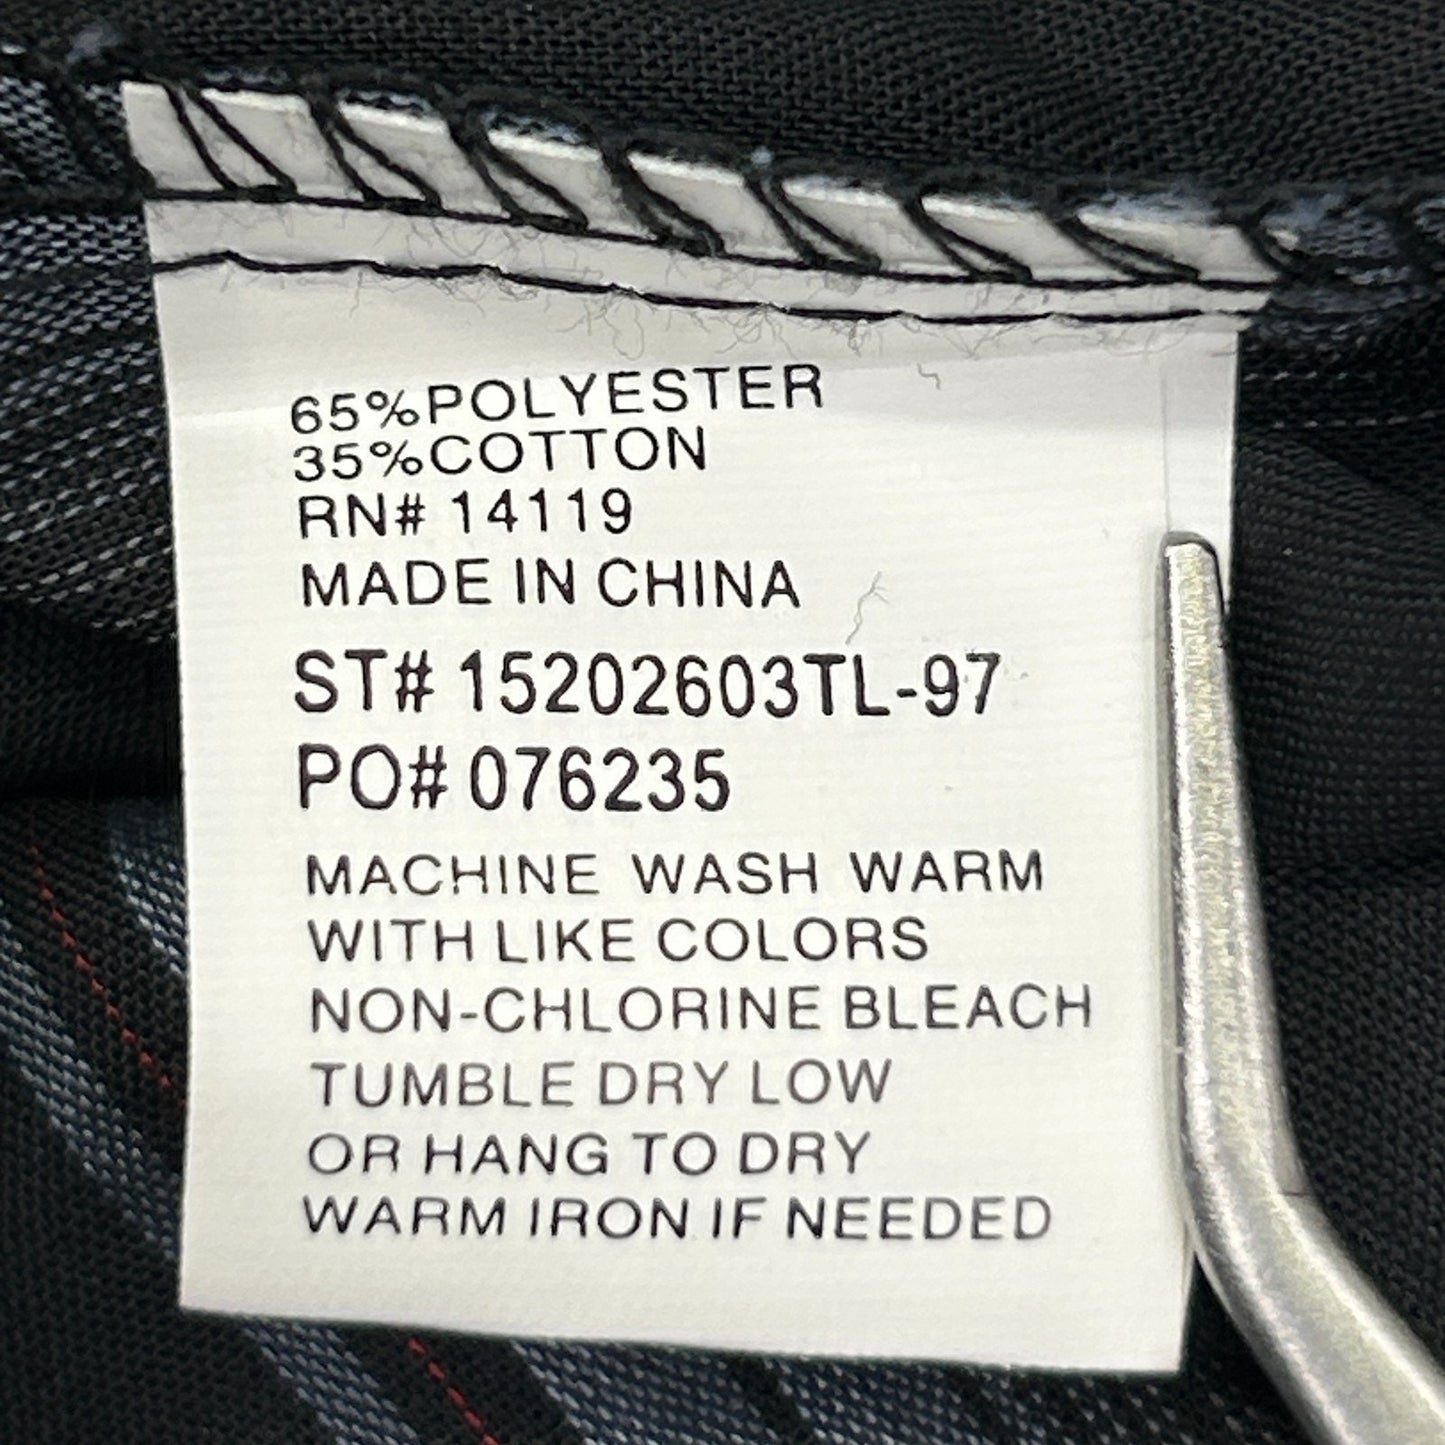 65%POLYESTER
35%COTTON
RN# 14119
MADE IN CHINA
ST# 15202603TL-97
PO# 076235
MACHINE WASH WARM
WITH LIKE COLORS
NON-CHLORINE BLEACH
TUMBLE DRY LOW
OR HANG TO DRY
WARM IRON IF NEEDED